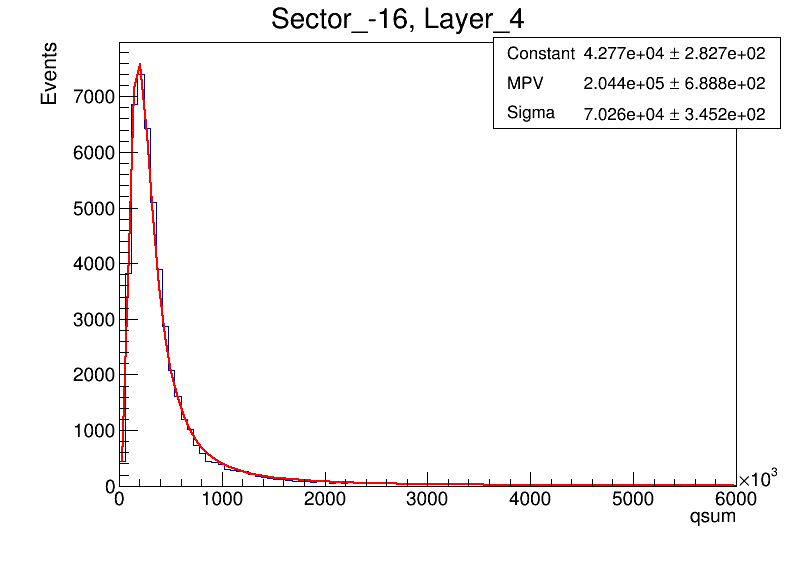 Sector_-16, Layer_4
Constant 4.277e+04 ± 2.827e+02
MPV 2.044e+05 ± 6.888e+02
Sigma 7.026e+04 ± 3.452e+02
Events
7000
6000
5000
4000
3000
2000
1000
0
0 1000 2000 3000 4000 5000 6000
×10³
qsum